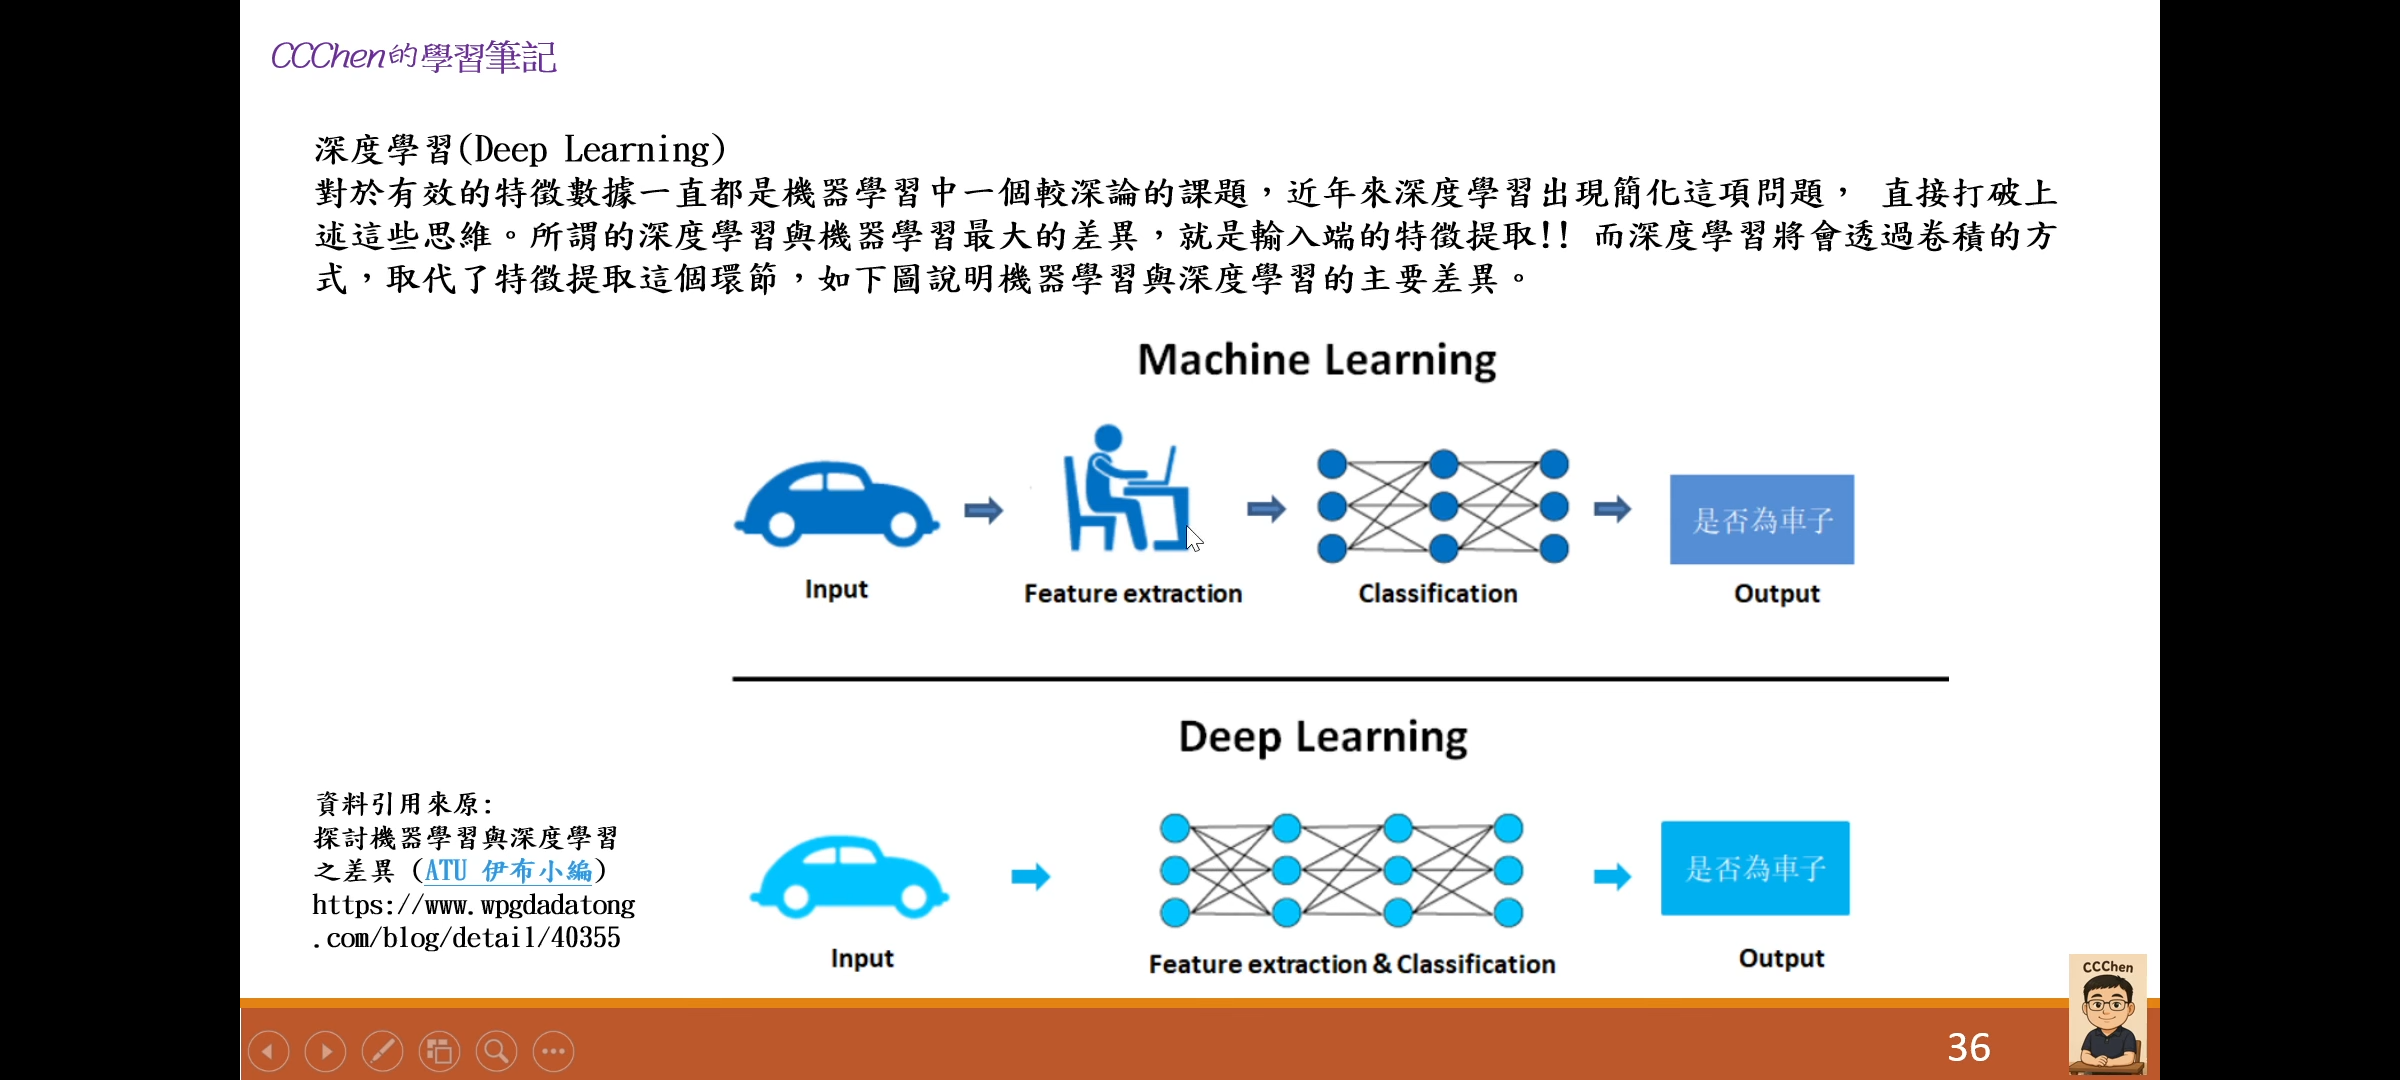 CCChen的學習筆記
深度學習(Deep Learning)
對於有效的特徵數據一直都是機器學習中一個較深論的課題，近年來深度學習出現簡化這項問題， 直接打破上
述這些思維。所謂的深度學習與機器學習最大的差異，就是輸入端的特徵提取!! 而深度學習將會透過卷積的方
式，取代了特徵提取這個環節，如下圖說明機器學習與深度學習的主要差異。
Machine Learning
是否為車子
Input
Feature extraction
Classification
Output
Deep Learning
是否為車子
Input
Feature extraction & Classification
Output
資料引用來原:
探討機器學習與深度學習
之差異 (ATU 伊布小編)
https://www.wpgdadatong
.com/blog/detail/40355
CCChen
36